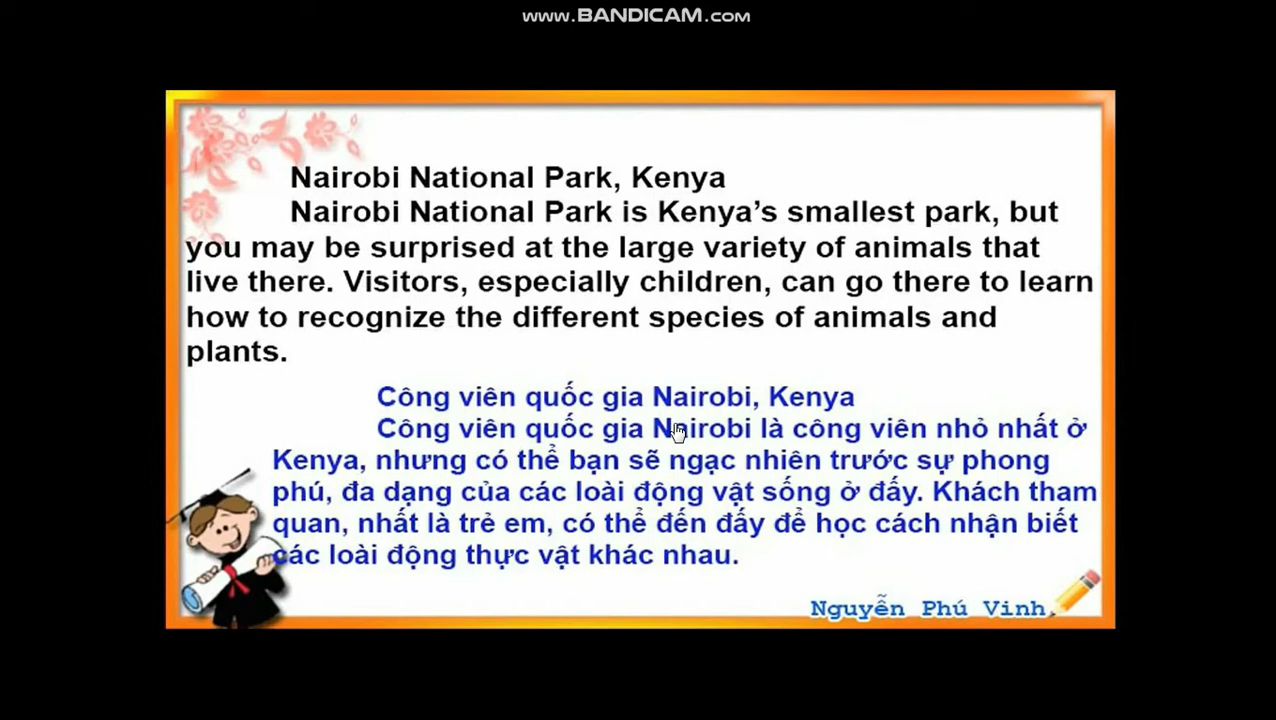 www.BANDICAM.com
Nairobi National Park, Kenya
Nairobi National Park is Kenya’s smallest park, but
you may be surprised at the large variety of animals that
live there. Visitors, especially children, can go there to learn
how to recognize the different species of animals and
plants.
Công viên quốc gia Nairobi, Kenya
Công viên quốc gia Nairobi là công viên nhỏ nhất ở
Kenya, nhưng có thể bạn sẽ ngạc nhiên trước sự phong
phú, đa dạng của các loài động vật sống ở đấy. Khách tham
quan, nhất là trẻ em, có thể đến đấy để học cách nhận biết
các loài động thực vật khác nhau.
Nguyễn Phú Vinh